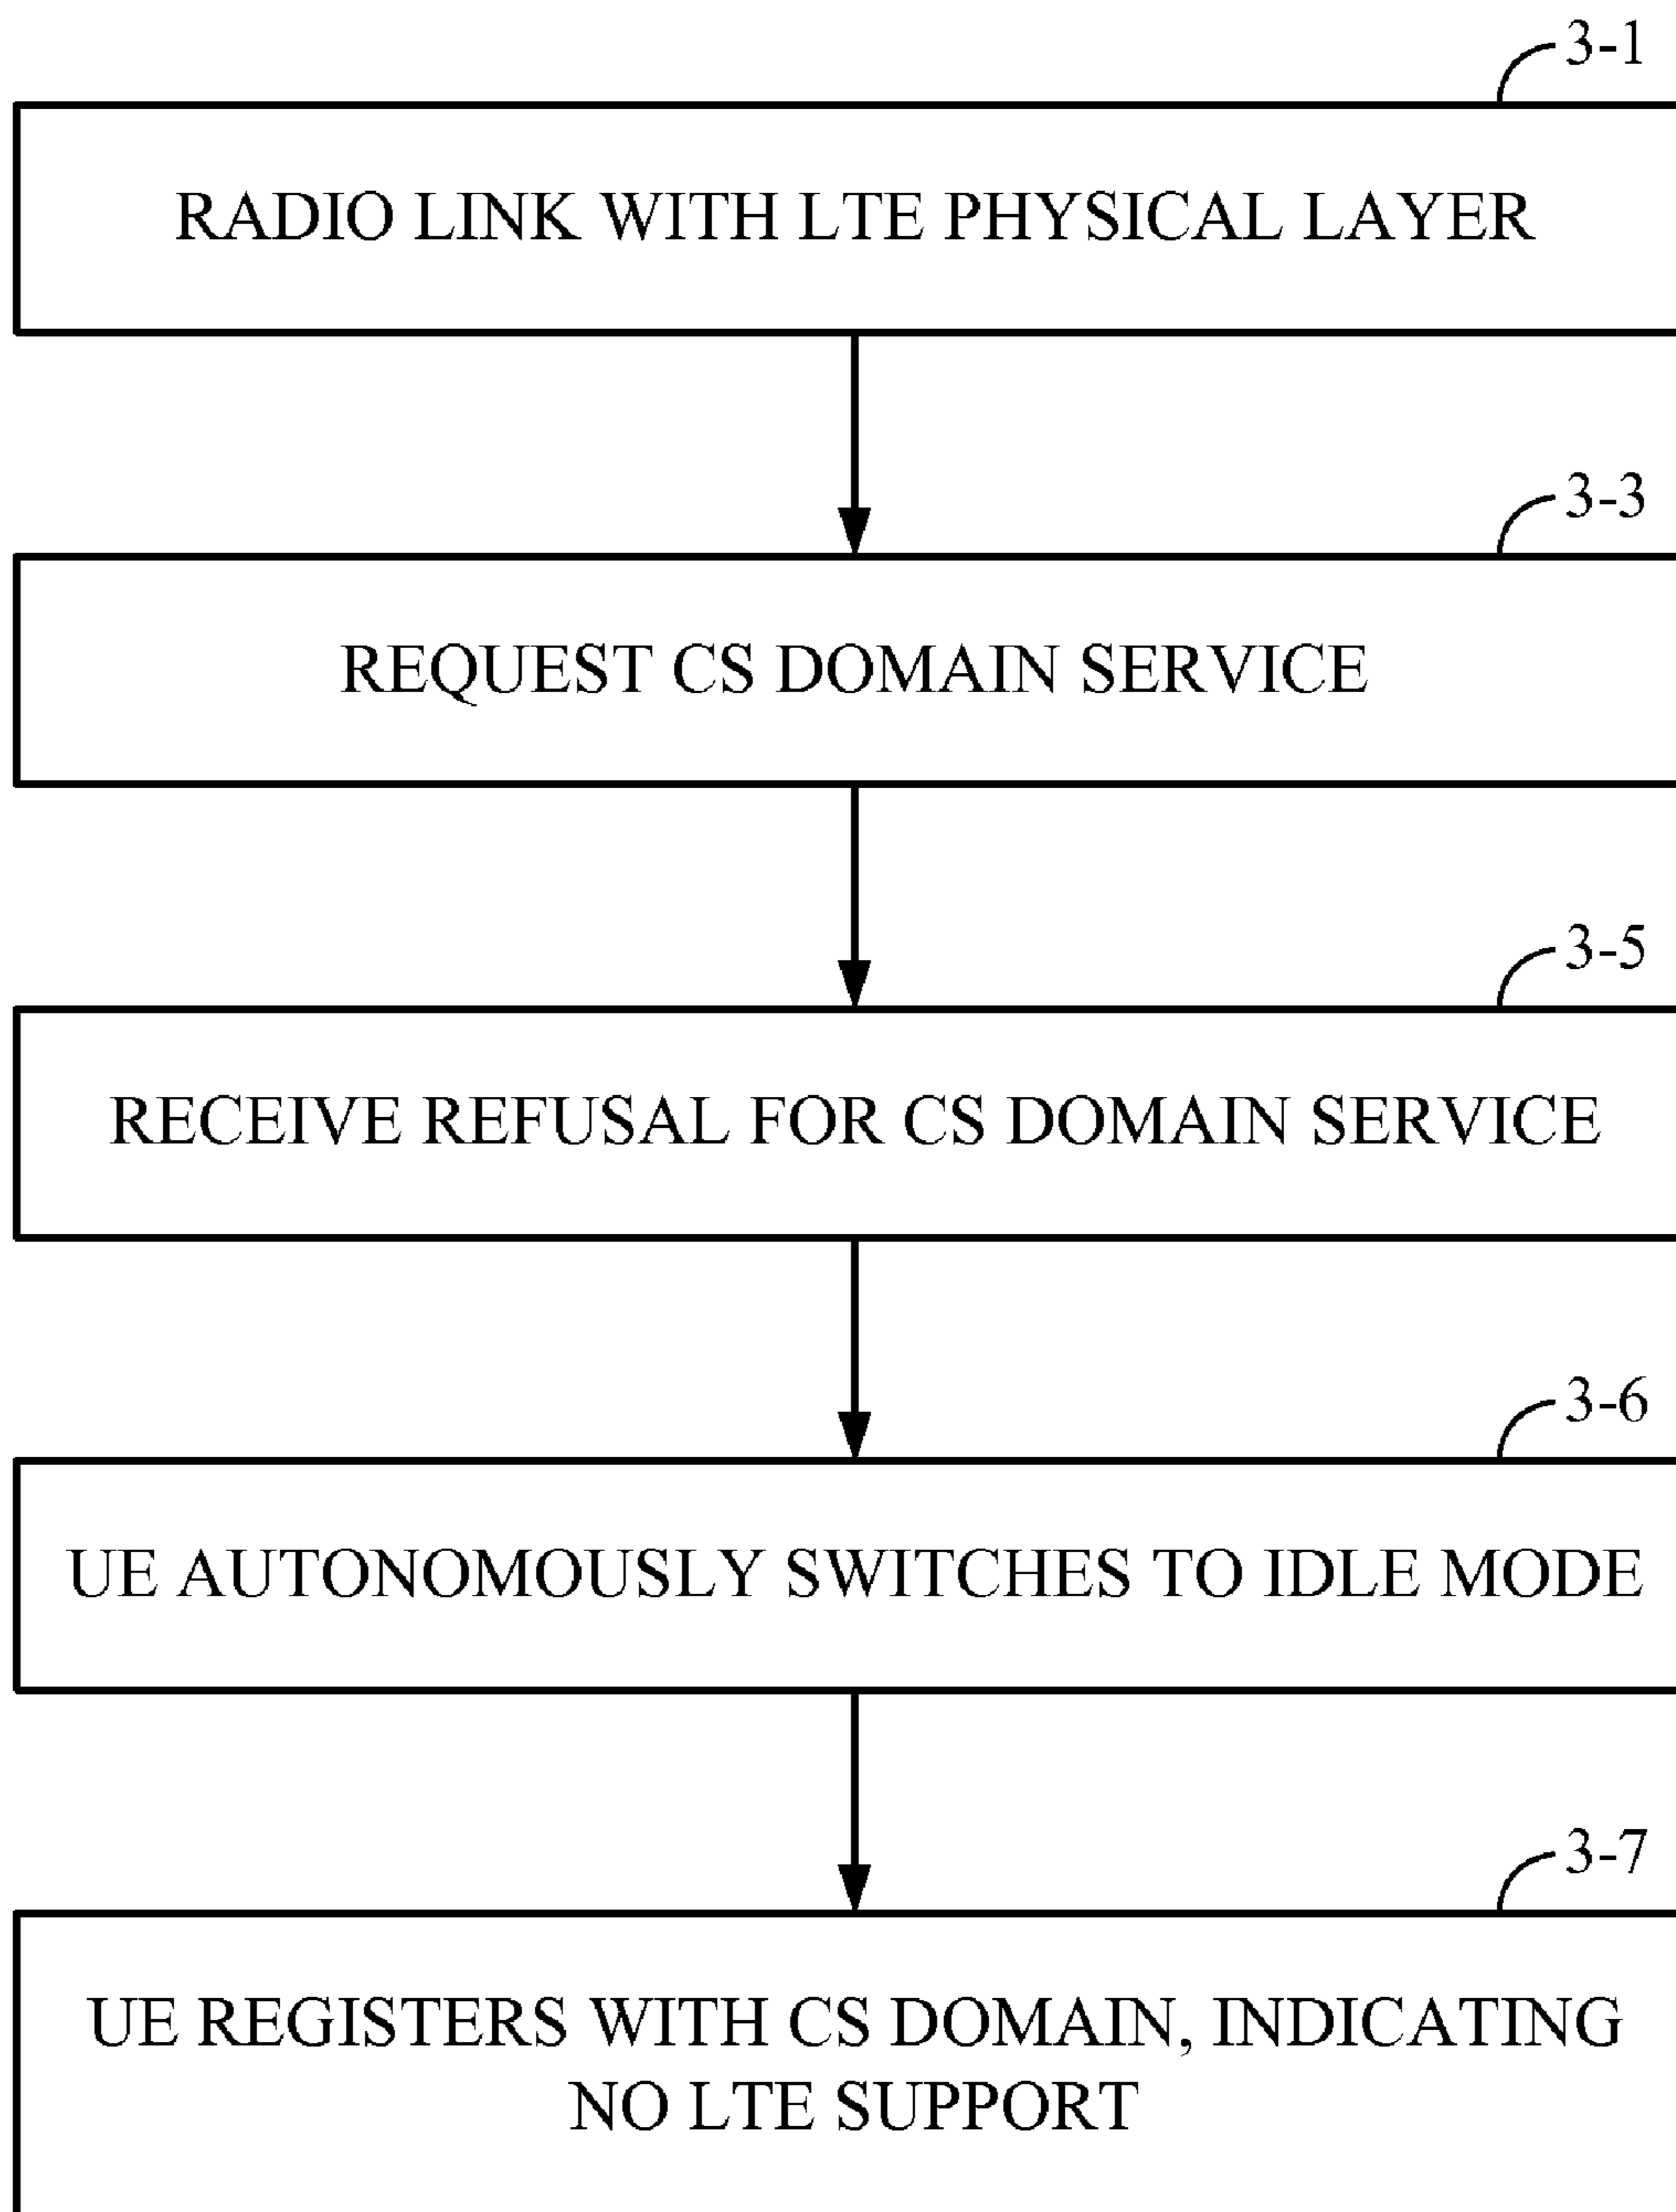 3-1
RADIO LINK WITH LTE PHYSICAL LAYER
3-3
REQUEST CS DOMAIN SERVICE
3-5
RECEIVE REFUSAL FOR CS DOMAIN SERVICE
3-6
UE AUTONOMOUSLY SWITCHES TO IDLE MODE
3-7
UE REGISTERS WITH CS DOMAIN, INDICATING
NO LTE SUPPORT